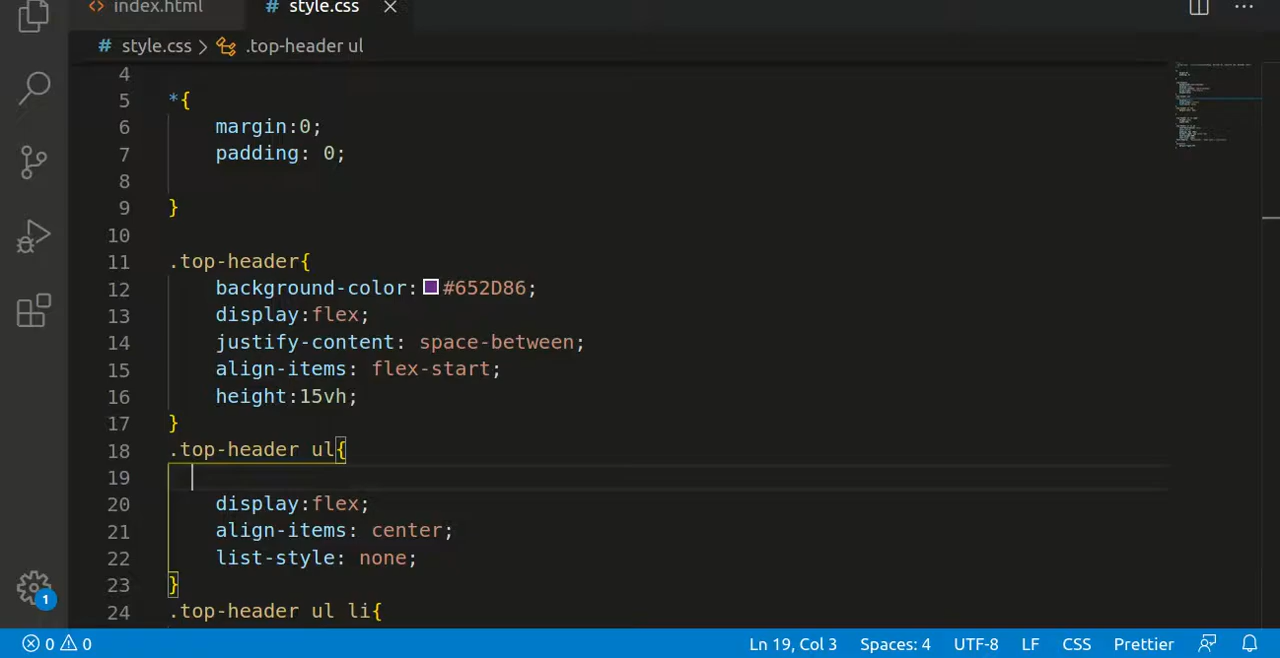 <> index.html # style.css ×
# style.css > .top-header ul
4
5 *{
6 margin:0;
7 padding: 0;
8
9 }
10
11 .top-header{
12 background-color: #652D86;
13 display:flex;
14 justify-content: space-between;
15 align-items: flex-start;
16 height:15vh;
17 }
18 .top-header ul{
19
20 display:flex;
21 align-items: center;
22 list-style: none;
23 }
24 .top-header ul li{
1
0 0 Ln 19, Col 3 Spaces: 4 UTF-8 LF CSS Prettier